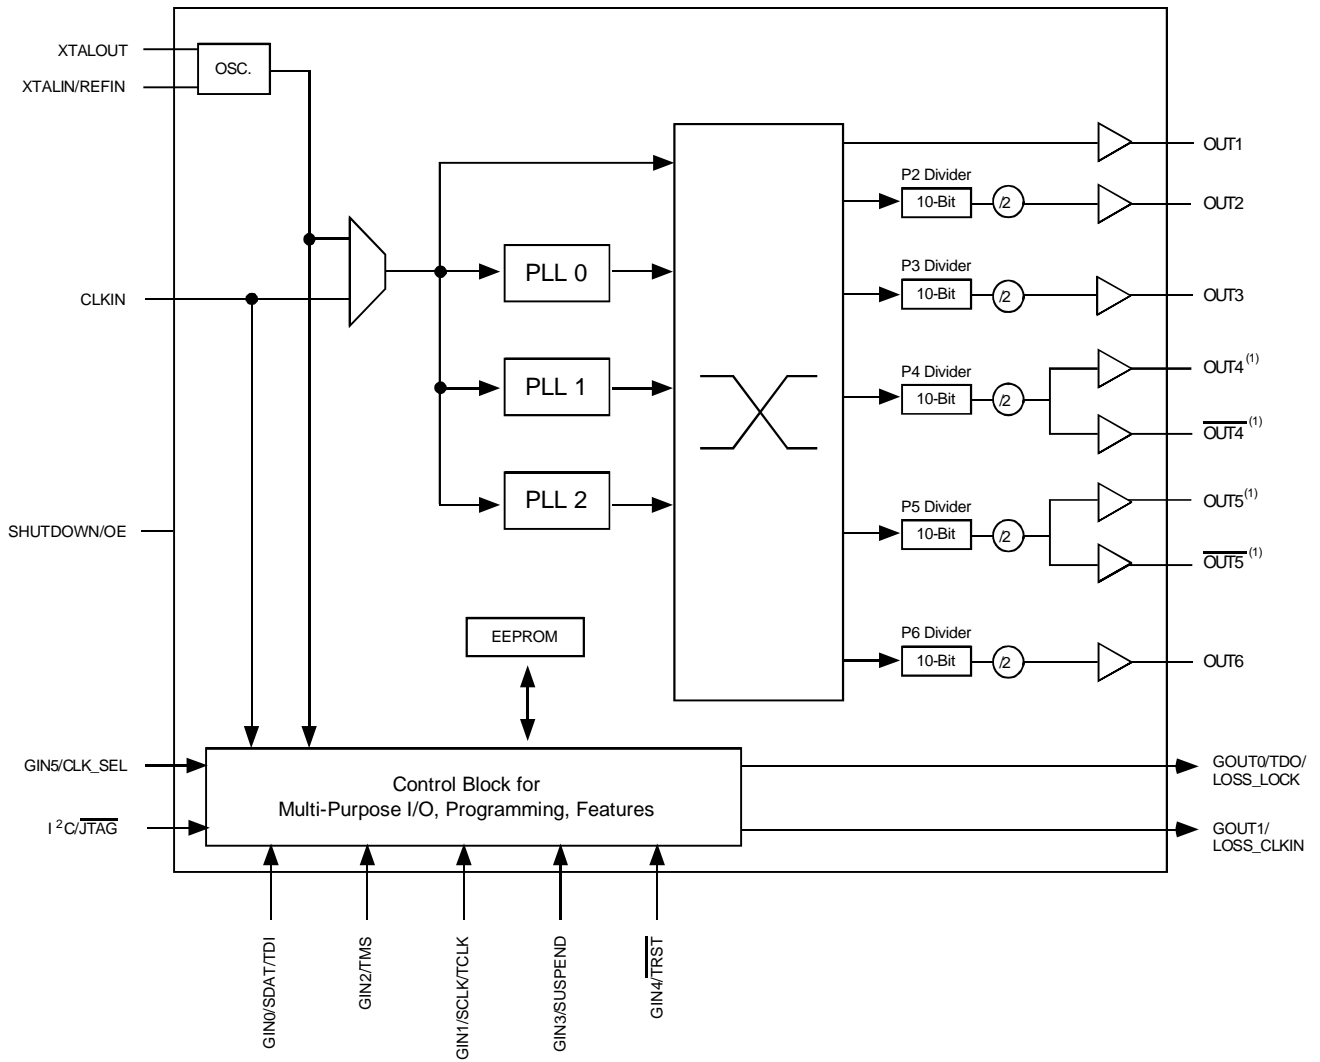 XTALOUT
OSC.
XTALIN/REFIN
OUT1
P2 Divider
10-Bit
/2
OUT2
PLL 0
P3 Divider
10-Bit
/2
OUT3
CLKIN
PLL 1
P4 Divider
10-Bit
/2
OUT4(1)
OUT4(1)
PLL 2
P5 Divider
10-Bit
/2
OUT5(1)
OUT5(1)
SHUTDOWN/OE
EEPROM
P6 Divider
10-Bit
/2
OUT6
GIN5/CLK_SEL
I2C/JTAG
Control Block for
Multi-Purpose I/O, Programming, Features
GOUT0/TDO/
LOSS_LOCK
GOUT1/
LOSS_CLKIN
GIN0/SDAT/TDI
GIN2/TMS
GIN1/SCLK/TCLK
GIN3/SUSPEND
GIN4/TRST